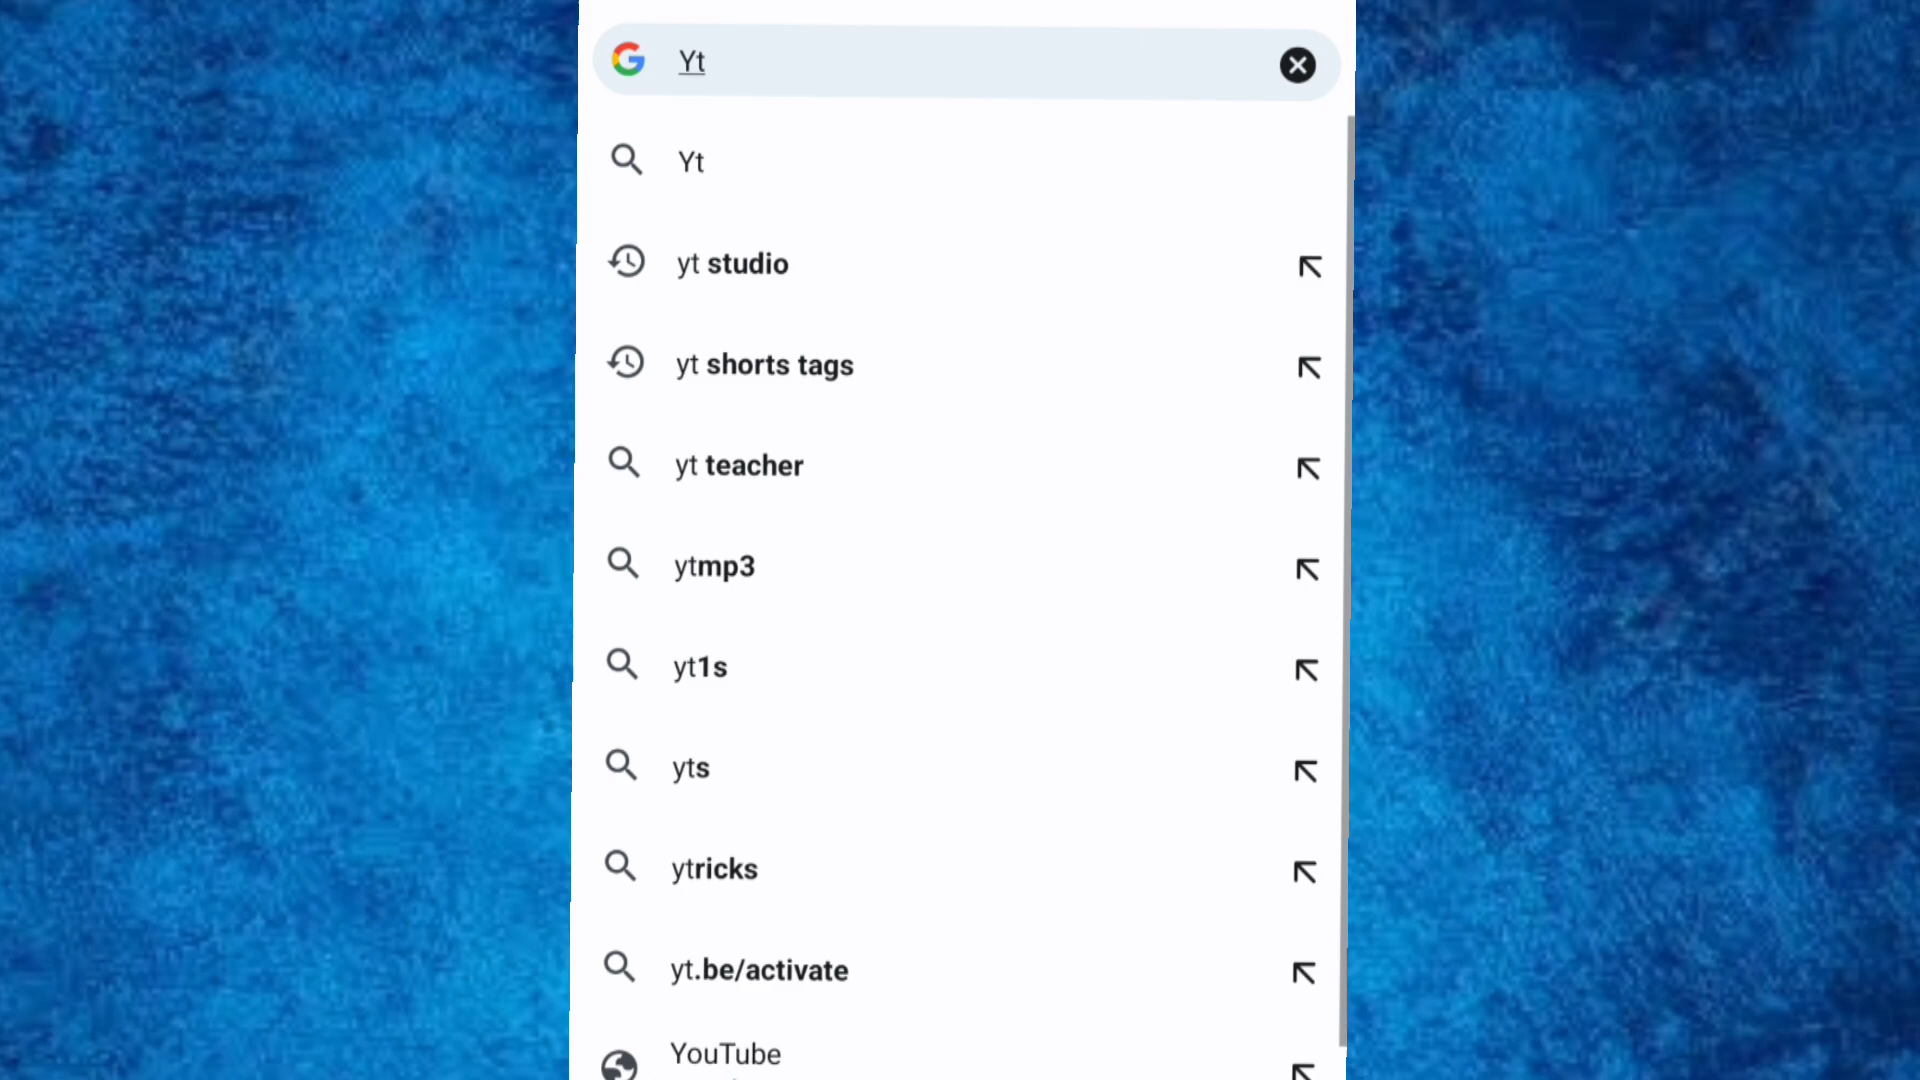 Yt
Yt
yt studio
yt shorts tags
yt teacher
ytmp3
yt1s
yts
ytricks
yt.be/activate
YouTube